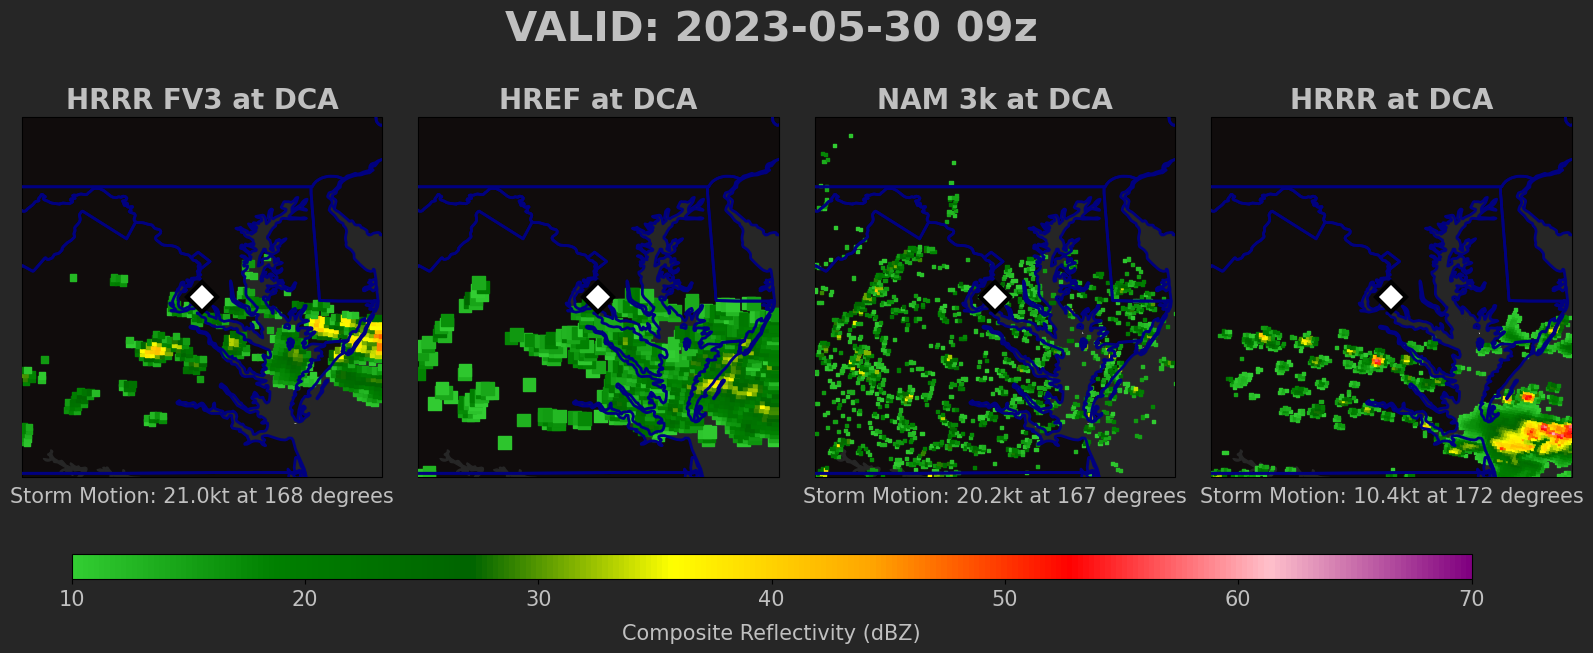 VALID: 2023-05-30 09z
HRRR FV3 at DCA
HREF at DCA
NAM 3k at DCA
HRRR at DCA
Storm Motion: 21.0kt at 168 degrees
Storm Motion: 20.2kt at 167 degrees
Storm Motion: 10.4kt at 172 degrees
10 20 30 40 50 60 70
Composite Reflectivity (dBZ)